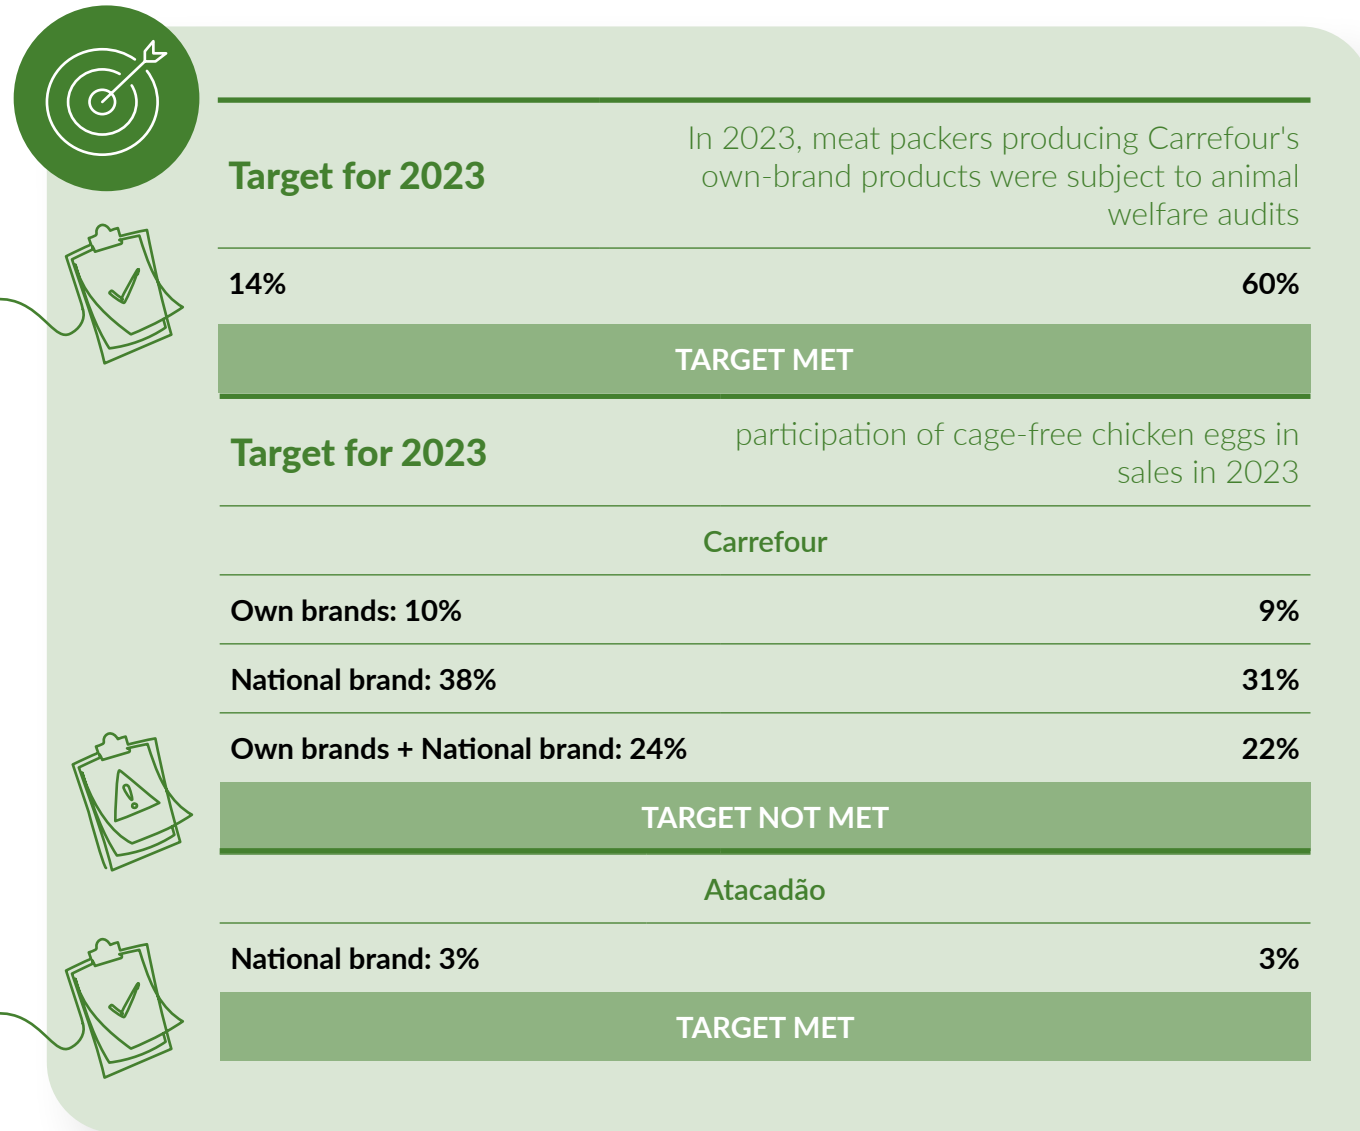 Target for 2023
In 2023, meat packers producing Carrefour's
own-brand products were subject to animal
welfare audits
14%
60%
TARGET MET
Target for 2023
participation of cage-free chicken eggs in
sales in 2023
Carrefour
Own brands: 10%
9%
National brand: 38%
31%
Own brands + National brand: 24%
22%
TARGET NOT MET
Atacadão
National brand: 3%
3%
TARGET MET